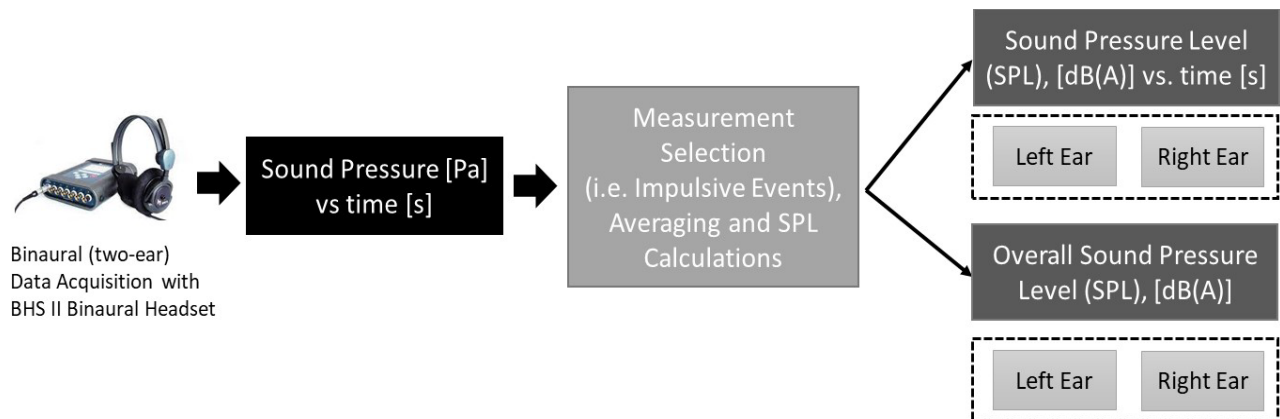 Binaural (two-ear)
Data Acquisition with
BHS II Binaural Headset
Sound Pressure [Pa]
vs time [s]
Measurement
Selection
(i.e. Impulsive Events),
Averaging and SPL
Calculations
Sound Pressure Level
(SPL), [dB(A)] vs. time [s]
Left Ear
Right Ear
Overall Sound Pressure
Level (SPL), [dB(A)]
Left Ear
Right Ear